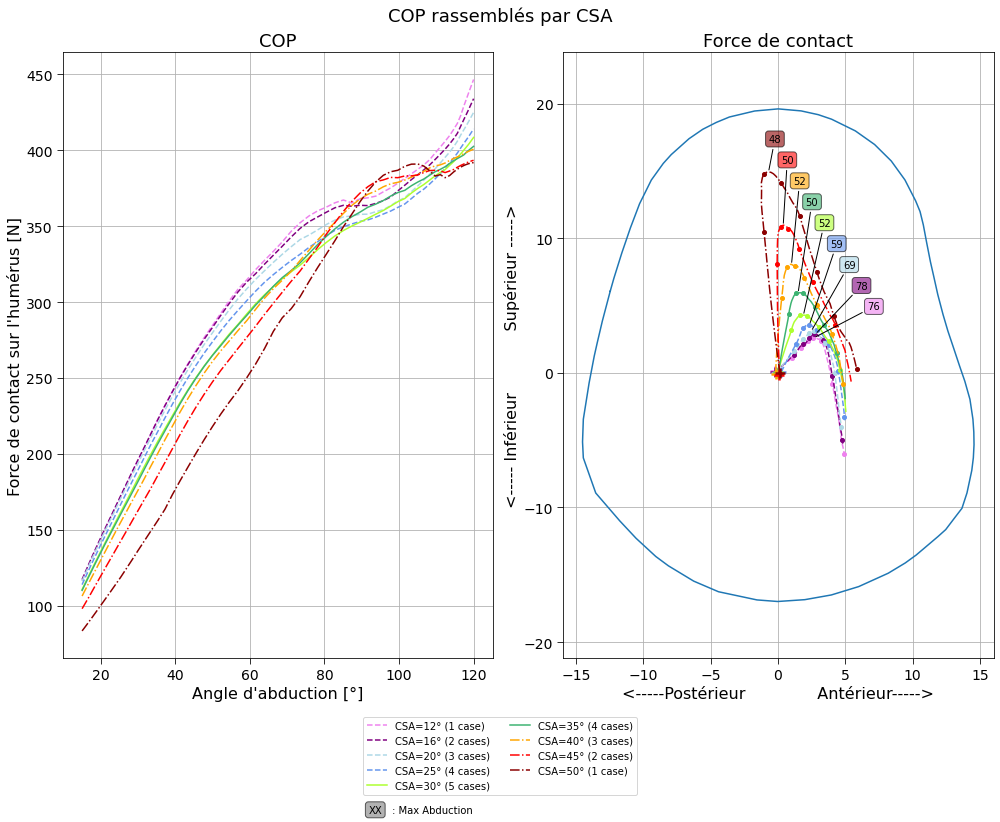 COP rassemblés par CSA
COP
Force de contact sur l'humérus [N]
450
400
350
300
250
200
150
100
20
40
60
80
100
120
Angle d'abduction [°]
Force de contact
<----- Inférieur Supérieur ----->
20
10
0
−10
−20
48
50
52
50
52
59
69
78
76
−15
−10
−5
0
5
10
15
<-----Postérieur Antérieur----->
CSA=12° (1 case)
CSA=16° (2 cases)
CSA=20° (3 cases)
CSA=25° (4 cases)
CSA=30° (5 cases)
CSA=35° (4 cases)
CSA=40° (3 cases)
CSA=45° (2 cases)
CSA=50° (1 case)
XX : Max Abduction